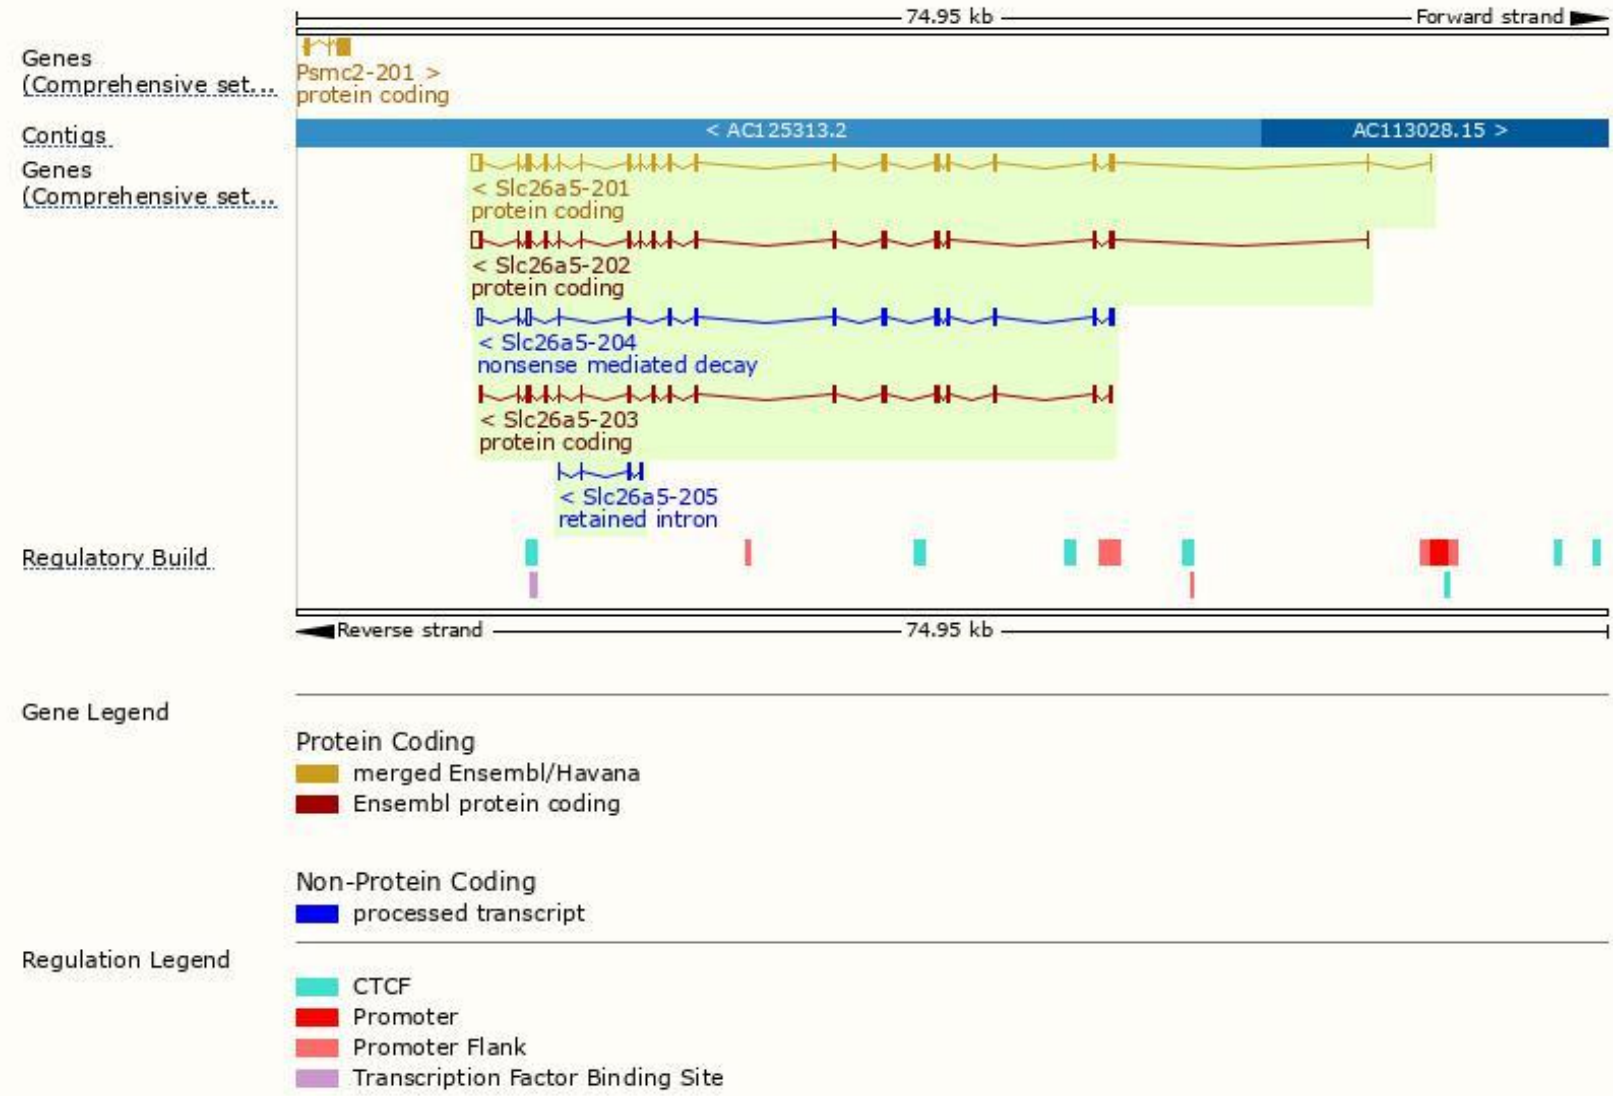 74.95 kb
Forward strand
Genes
(Comprehensive set...
Psmc2-201 >
protein coding
Contigs
< AC125313.2
AC113028.15 >
Genes
(Comprehensive set...
< Slc26a5-201
protein coding
< Slc26a5-202
protein coding
< Slc26a5-204
nonsense mediated decay
< Slc26a5-203
protein coding
< Slc26a5-205
retained intron
Regulatory Build
Reverse strand
74.95 kb
Gene Legend
Protein Coding
merged Ensembl/Havana
Ensembl protein coding
Non-Protein Coding
processed transcript
Regulation Legend
CTCF
Promoter
Promoter Flank
Transcription Factor Binding Site